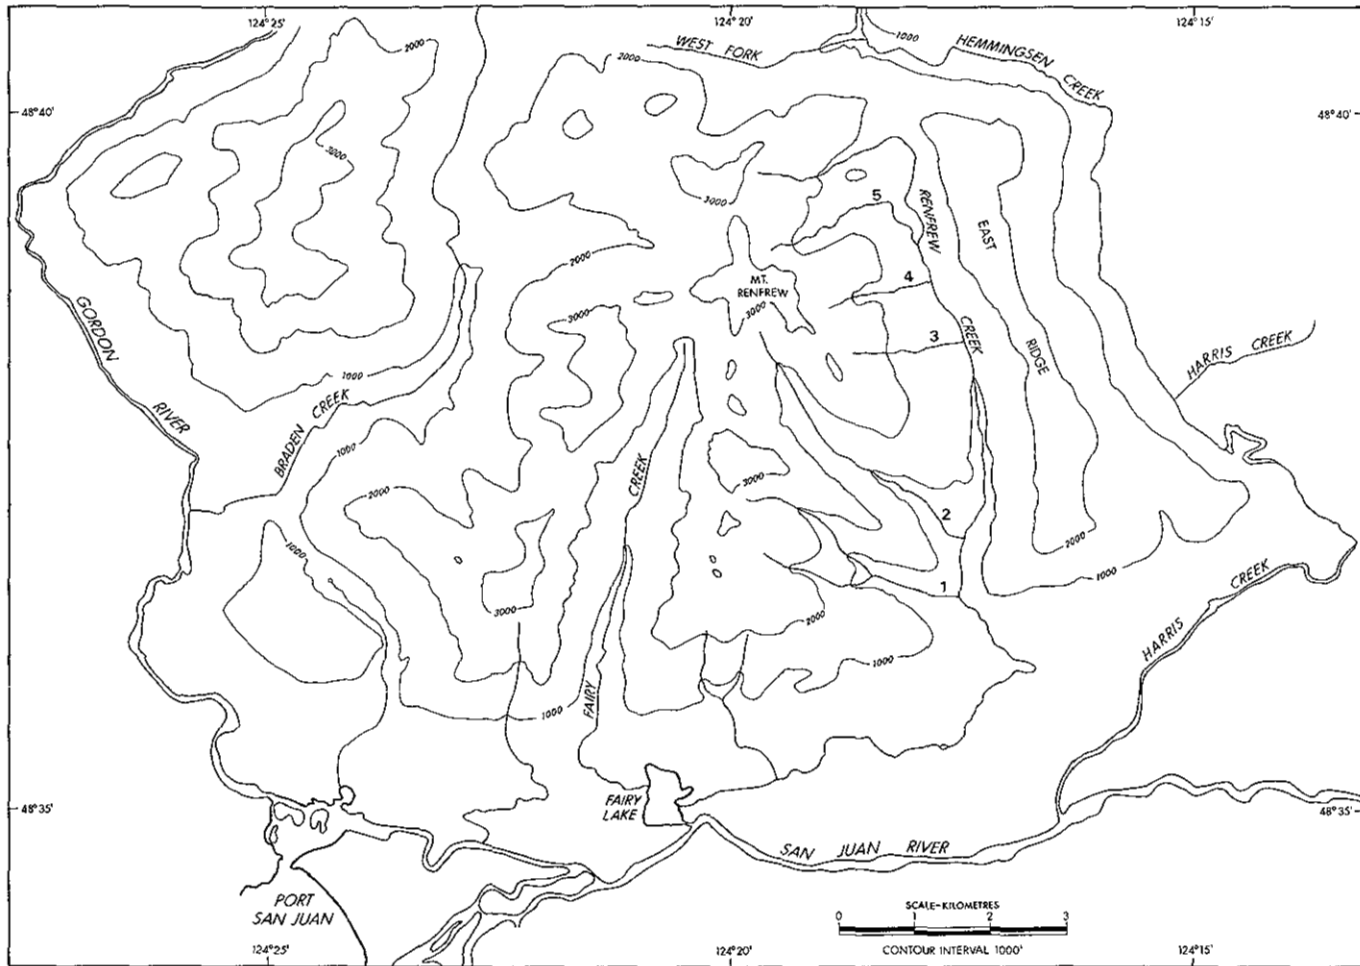 124°25'
124°20'
124°15'
2000
WEST FORK
1000
HEMMINGSEN CREEK
2000
48°40'
48°40'
3000
3000
5
RENFREW CREEK
EAST RIDGE
2000
4
MT.
RENFREW
3000
GORDON RIVER
3000
3
HARRIS CREEK
1000
BRADEN CREEK
1000
2000
CREEK
3000
2
1000
2000
1000
HARRIS CREEK
1
3000
2000
1000
FAIRY
1000
FAIRY
LAKE
48°35'
48°35'
SAN JUAN RIVER
PORT
SAN JUAN
SCALE-KILOMETRES
0 1 2 3
CONTOUR INTERVAL 1000'
124°25'
124°20'
124°15'